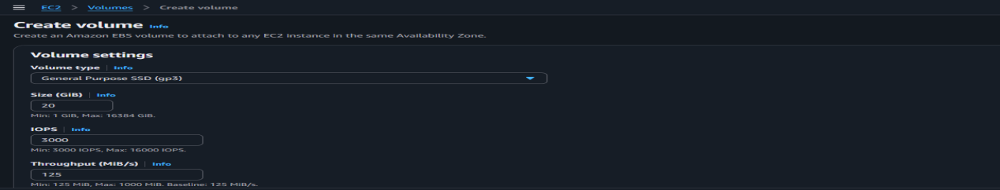 EC2 > Volumes > Create volume
Create volume Info
Create an Amazon EBS volume to attach to any EC2 instance in the same Availability Zone.
Volume settings
Volume type | Info
General Purpose SSD (gp3)
Size (GiB) | Info
20
Min: 1 GiB, Max: 16384 GiB.
IOPS | Info
3000
Min: 3000 IOPS, Max: 16000 IOPS.
Throughput (MiB/s) | Info
125
Min: 125 MiB, Max: 1000 MiB. Baseline: 125 MiB/s.